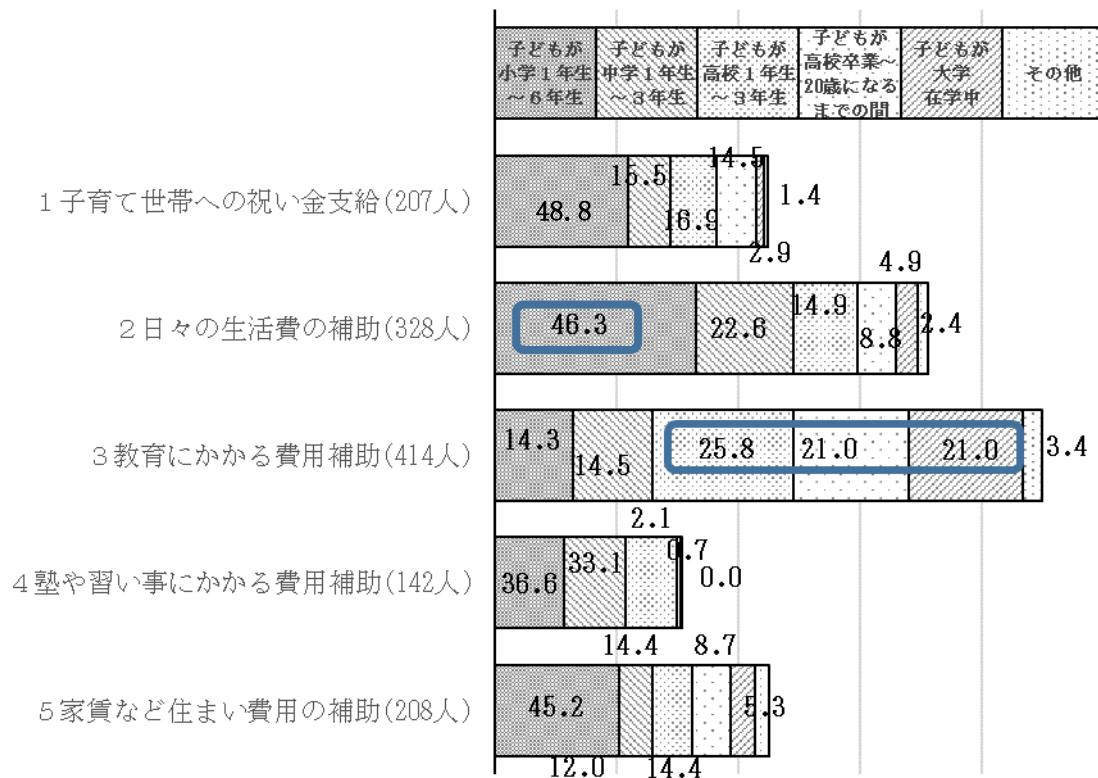 子どもが
小学１年生
～６年生
子どもが
中学１年生
～３年生
子どもが
高校１年生
～３年生
子どもが
高校卒業～
20歳になる
までの間
子どもが
大学
在学中
その他
１子育て世帯への祝い金支給(207人)
48.8
15.5
16.9
14.5
2.9
1.4
２日々の生活費の補助(328人)
46.3
22.6
14.9
8.8
4.9
2.4
３教育にかかる費用補助(414人)
14.3
14.5
25.8
21.0
21.0
3.4
４塾や習い事にかかる費用補助(142人)
36.6
33.1
2.1
0.7
0.0
５家賃など住まい費用の補助(208人)
45.2
12.0
14.4
14.4
8.7
5.3